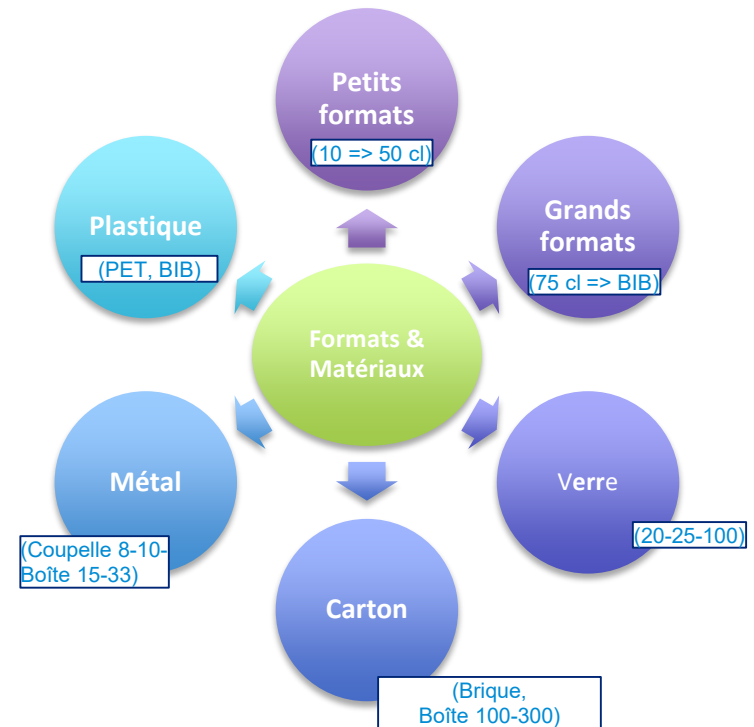 Petits
formats
(10 => 50 cl)
Grands
formats
(75 cl => BIB)
Verre
(20-25-100)
Carton
(Brique,
Boîte 100-300)
Métal
(Coupelle 8-10-
Boîte 15-33)
Plastique
(PET, BIB)
Formats &
Matériaux